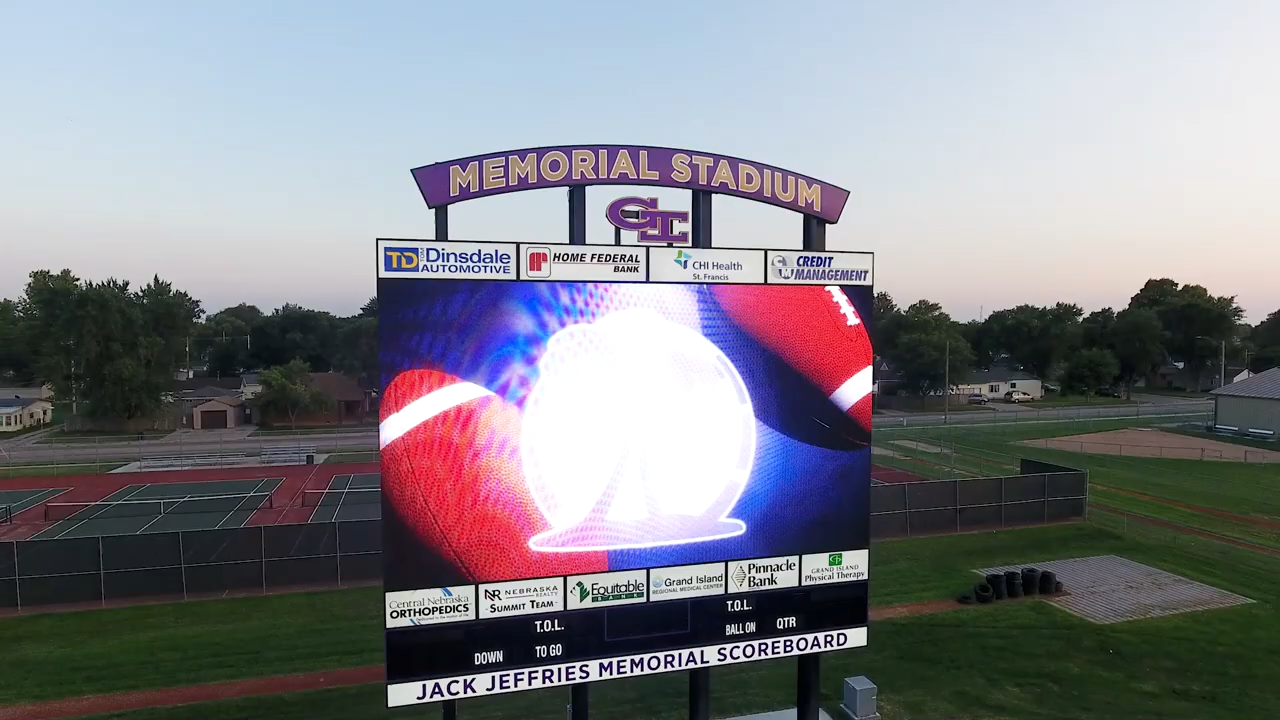 MEMORIAL STADIUM
GI
TD TOM Dinsdale
AUTOMOTIVE
HOME FEDERAL
BANK
CHI Health
St. Francis
CREDIT
MANAGEMENT
Central Nebraska
ORTHOPEDICS
NR NEBRASKA
REALTY
SUMMIT TEAM
Equitable
BANK
Grand Island
REGIONAL MEDICAL CENTER
Pinnacle
Bank
GRAND ISLAND
Physical Therapy
T.O.L.
T.O.L.
DOWN
TO GO
BALL ON
QTR
JACK JEFFRIES MEMORIAL SCOREBOARD